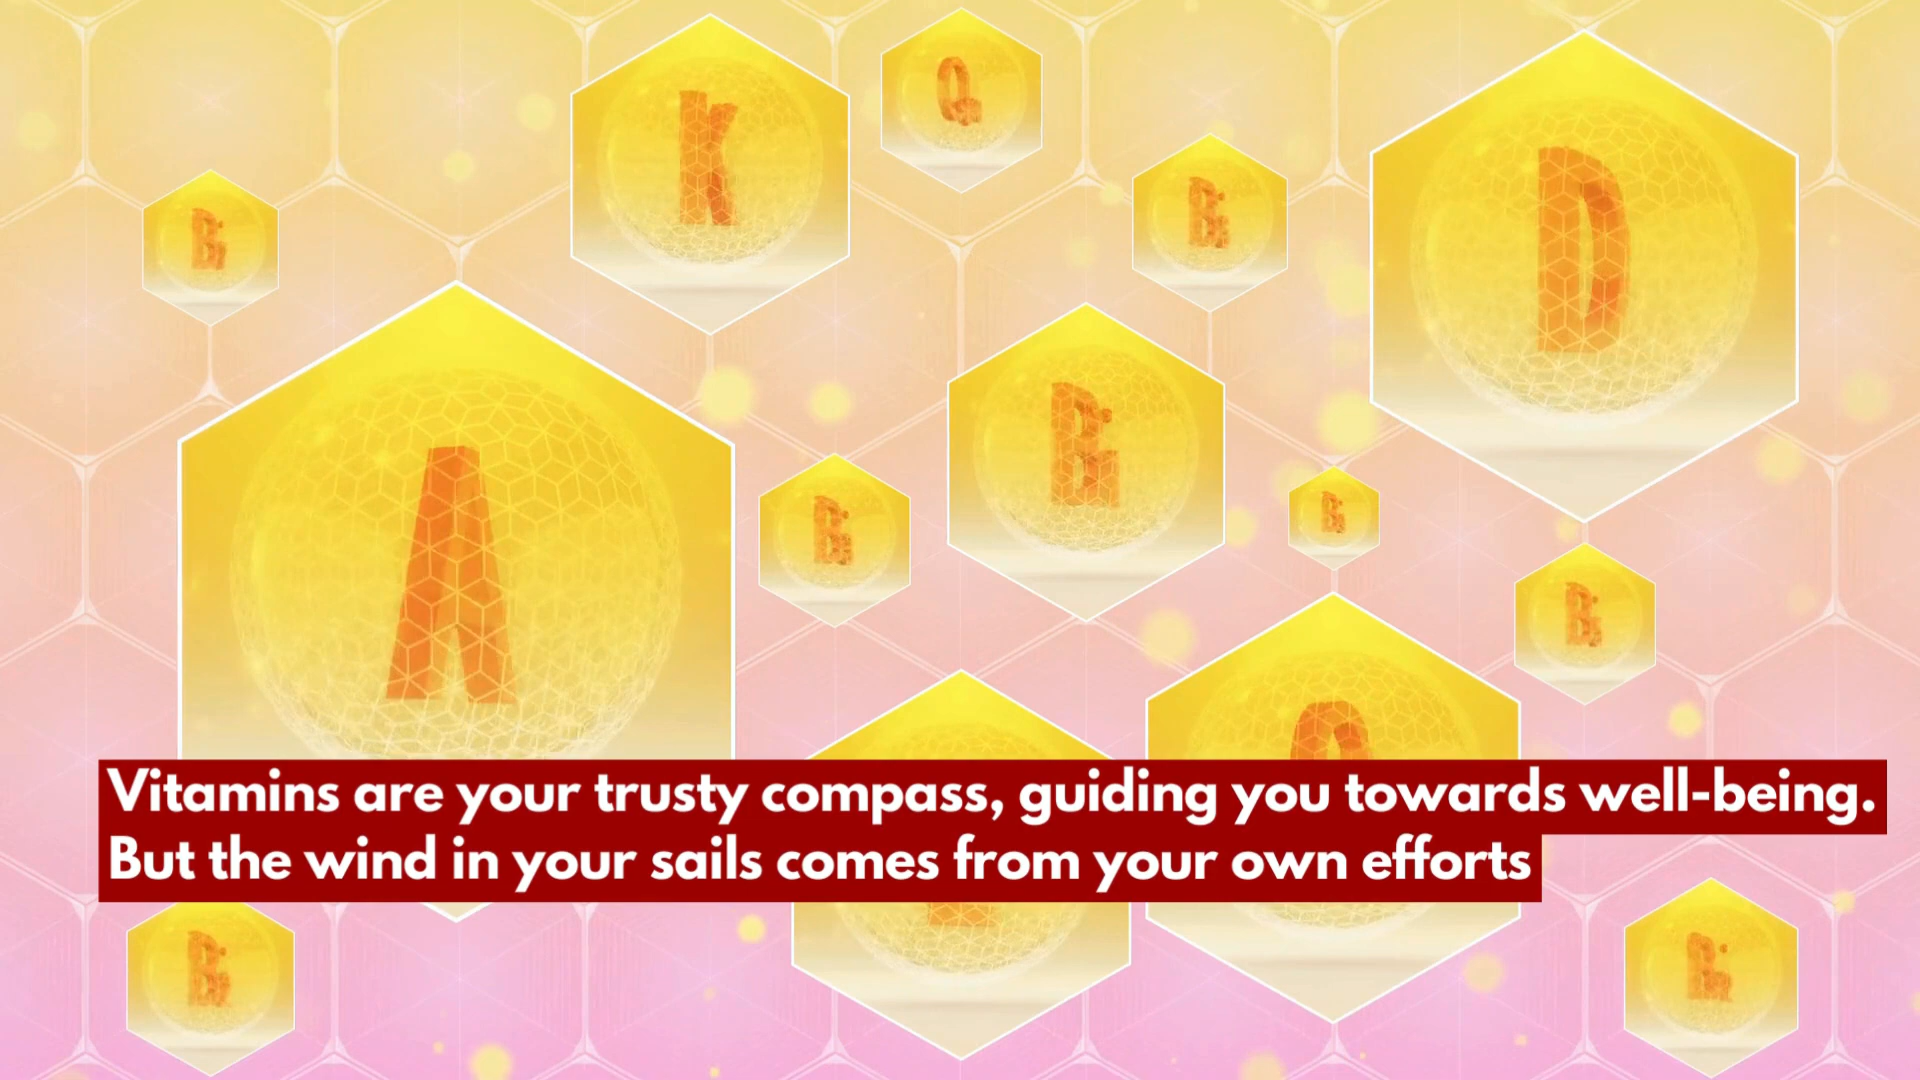 K
Q
D
A
Vitamins are your trusty compass, guiding you towards well-being.
But the wind in your sails comes from your own efforts